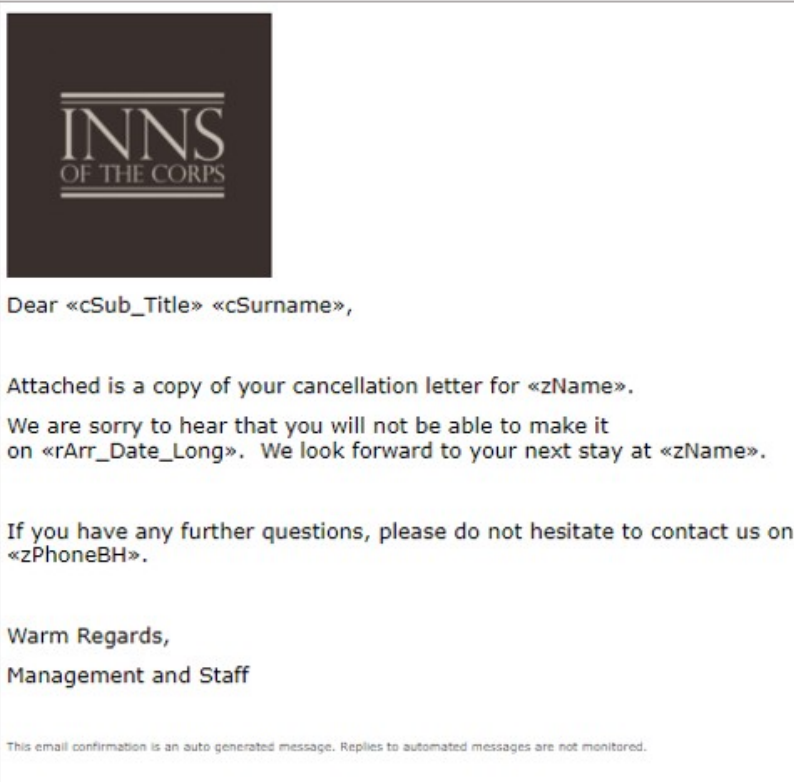 INNS
OF THE CORPS
Dear «cSub_Title» «cSurname»,
Attached is a copy of your cancellation letter for «zName».
We are sorry to hear that you will not be able to make it
on «rArr_Date_Long».  We look forward to your next stay at «zName».
If you have any further questions, please do not hesitate to contact us on
«zPhoneBH».
Warm Regards,
Management and Staff
This email confirmation is an auto generated message. Replies to automated messages are not monitored.